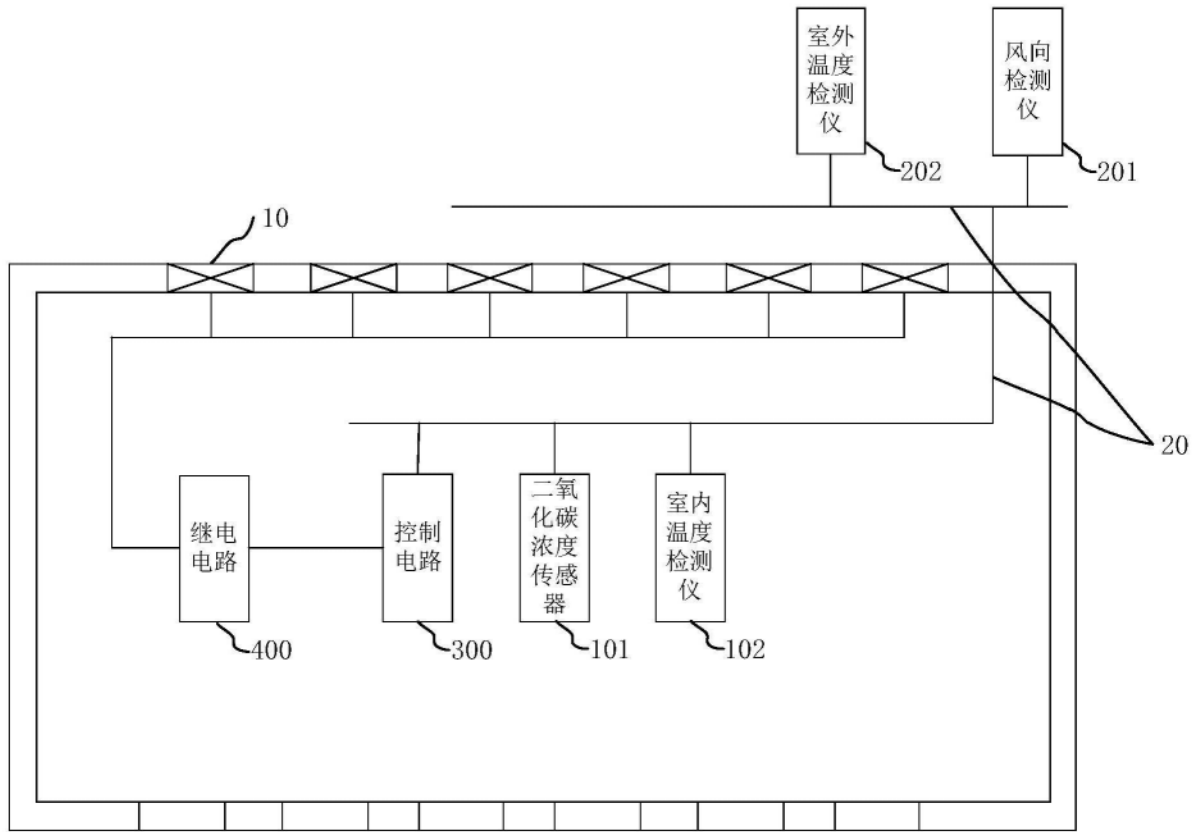 室外
温度
检测
仪
风向
检测
仪
202
201
10
20
继电
电路
控制
电路
二氧
化碳
浓度
传感
器
室内
温度
检测
仪
400
300
101
102